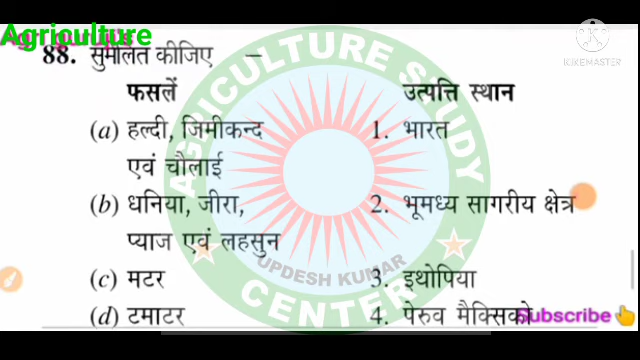 Agriculture
KINEMASTER
88. सुमेलित कीजिए –
फसलें उत्पत्ति स्थान
(a) हल्दी, जिमीकन्द 1. भारत
एवं चौलाई
(b) धनिया, जीरा, 2. भूमध्य सागरीय क्षेत्र
प्याज एवं लहसुन
(c) मटर 3. इथोपिया
(d) टमाटर 4. पेरुव मैक्सिको
Subscribe
AGRICULTURE STUDY
UPDESH KUMAR
CENTER